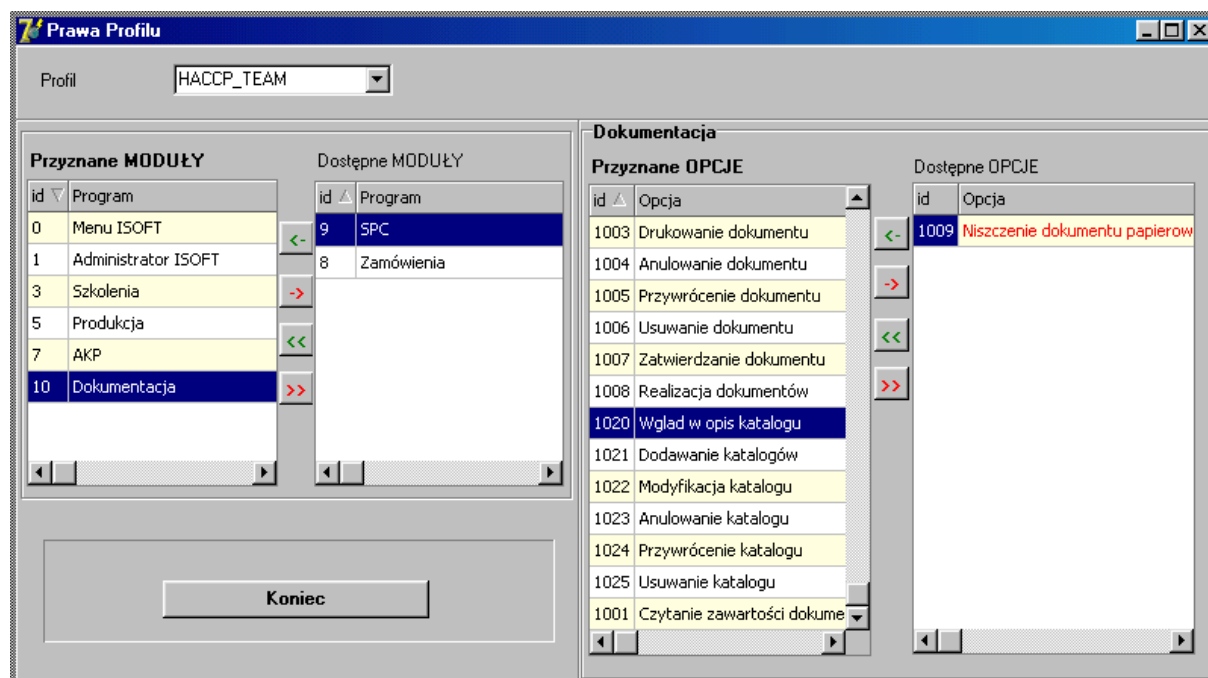 Prawa Profilu
Profil HACCP_TEAM
Przyznane MODUŁY
id Program
0 Menu ISOFT
1 Administrator ISOFT
3 Szkolenia
5 Produkcja
7 AKP
10 Dokumentacja
<-
->
<<
>>
Dostępne MODUŁY
id Program
9 SPC
8 Zamówienia
Koniec
Dokumentacja
Przyznane OPCJE
id Opcja
1003 Drukowanie dokumentu
1004 Anulowanie dokumentu
1005 Przywrócenie dokumentu
1006 Usuwanie dokumentu
1007 Zatwierdzanie dokumentu
1008 Realizacja dokumentów
1020 Wglad w opis katalogu
1021 Dodawanie katalogów
1022 Modyfikacja katalogu
1023 Anulowanie katalogu
1024 Przywrócenie katalogu
1025 Usuwanie katalogu
1001 Czytanie zawartości dokume
<-
->
<<
>>
Dostępne OPCJE
id Opcja
1009 Niszczenie dokumentu papierow